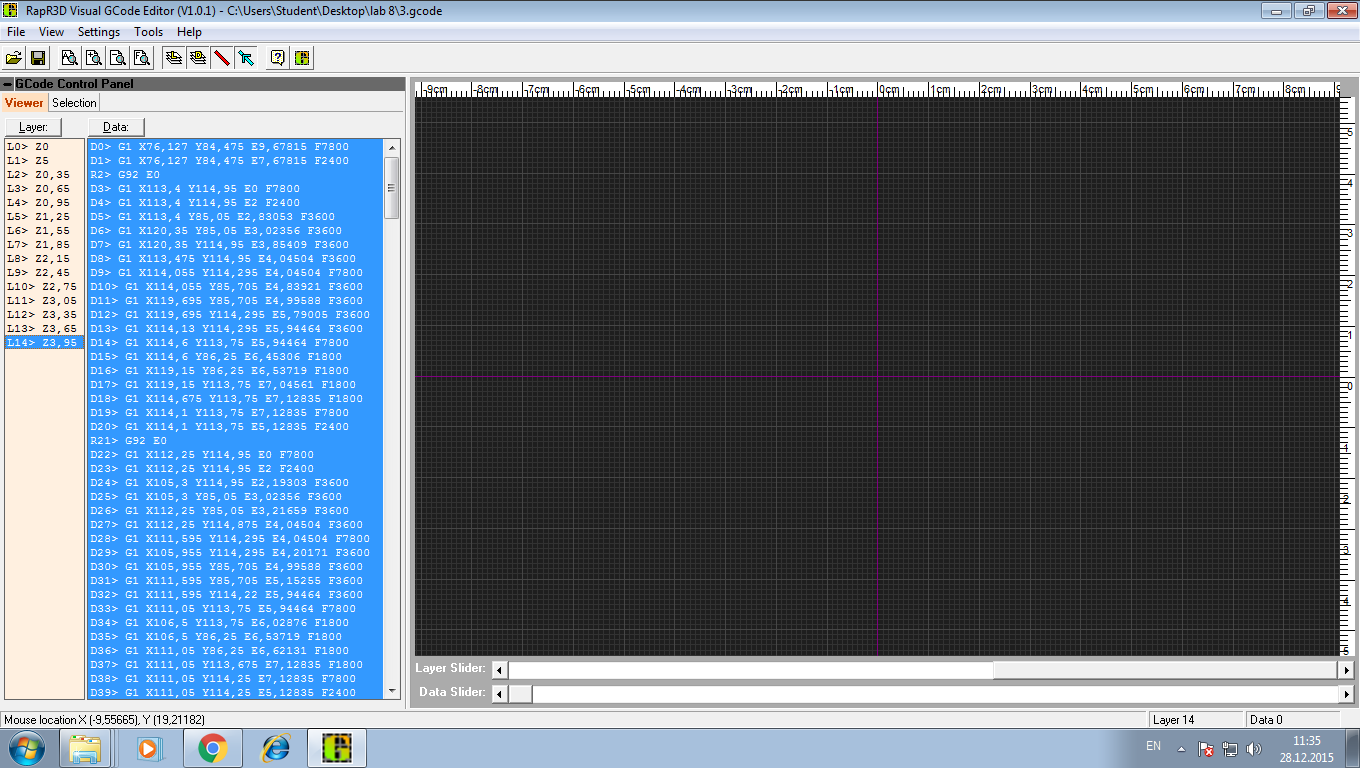 RapR3D Visual GCode Editor (V1.0.1) - C:\Users\Student\Desktop\lab 8\3.gcode
File View Settings Tools Help
GCode Control Panel
Viewer Selection
Layer: Data:
L0> Z0
L1> Z5
L2> Z0,35
L3> Z0,65
L4> Z0,95
L5> Z1,25
L6> Z1,55
L7> Z1,85
L8> Z2,15
L9> Z2,45
L10> Z2,75
L11> Z3,05
L12> Z3,35
L13> Z3,65
L14> Z3,95
D0> G1 X76,127 Y84,475 E9,67815 F7800
D1> G1 X76,127 Y84,475 E7,67815 F2400
R2> G92 E0
D3> G1 X113,4 Y114,95 E0 F7800
D4> G1 X113,4 Y114,95 E2 F2400
D5> G1 X113,4 Y85,05 E2,83053 F3600
D6> G1 X120,35 Y85,05 E3,02356 F3600
D7> G1 X120,35 Y114,95 E3,85409 F3600
D8> G1 X113,475 Y114,95 E4,04504 F3600
D9> G1 X114,055 Y114,295 E4,04504 F7800
D10> G1 X114,055 Y85,705 E4,83921 F3600
D11> G1 X119,695 Y85,705 E4,99588 F3600
D12> G1 X119,695 Y114,295 E5,79005 F3600
D13> G1 X114,13 Y114,295 E5,94464 F3600
D14> G1 X114,6 Y113,75 E5,94464 F7800
D15> G1 X114,6 Y86,25 E6,45306 F1800
D16> G1 X119,15 Y86,25 E6,53719 F1800
D17> G1 X119,15 Y113,75 E7,04561 F1800
D18> G1 X114,675 Y113,75 E7,12835 F1800
D19> G1 X114,1 Y113,75 E7,12835 F7800
D20> G1 X114,1 Y113,75 E5,12835 F2400
R21> G92 E0
D22> G1 X112,25 Y114,95 E0 F7800
D23> G1 X112,25 Y114,95 E2 F2400
D24> G1 X105,3 Y114,95 E2,19303 F3600
D25> G1 X105,3 Y85,05 E3,02356 F3600
D26> G1 X112,25 Y85,05 E3,21659 F3600
D27> G1 X112,25 Y114,875 E4,04504 F3600
D28> G1 X111,595 Y114,295 E4,04504 F7800
D29> G1 X105,955 Y114,295 E4,20171 F3600
D30> G1 X105,955 Y85,705 E4,99588 F3600
D31> G1 X111,595 Y85,705 E5,15255 F3600
D32> G1 X111,595 Y114,22 E5,94464 F3600
D33> G1 X111,05 Y113,75 E5,94464 F7800
D34> G1 X106,5 Y113,75 E6,02876 F1800
D35> G1 X106,5 Y86,25 E6,53719 F1800
D36> G1 X111,05 Y86,25 E6,62131 F1800
D37> G1 X111,05 Y113,675 E7,12835 F1800
D38> G1 X111,05 Y114,25 E7,12835 F7800
D39> G1 X111,05 Y114,25 E5,12835 F2400
-9cm -8cm -7cm -6cm -5cm -4cm -3cm -2cm -1cm 0cm 1cm 2cm 3cm 4cm 5cm 6cm 7cm 8cm 9
5
4
3
2
1
0
1
2
3
4
5
Layer Slider:
Data Slider:
Mouse location X (-9,55665), Y (19,21182) Layer 14 Data 0
EN 11:35
28.12.2015